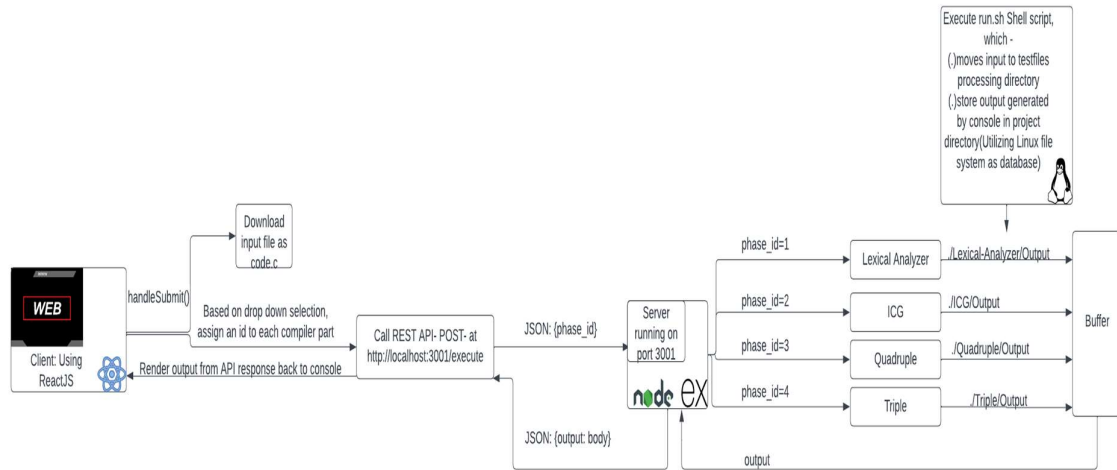 Execute run.sh Shell script,
which -
(.)moves input to testfiles
processing directory
(.)store output generated
by console in project
directory(Utilizing Linux file
system as database)
Download
input file as
code.c
handleSubmit()
WEB
Client: Using
ReactJS
Based on drop down selection,
assign an id to each compiler part
Render output from API response back to console
Call REST API- POST- at
http://localhost:3001/execute
JSON: {phase_id}
JSON: {output: body}
Server
running on
port 3001
node
ex
phase_id=1
Lexical Analyzer
./Lexical-Analyzer/Output
phase_id=2
ICG
./ICG/Output
phase_id=3
Quadruple
./Quadruple/Output
phase_id=4
Triple
./Triple/Output
Buffer
output